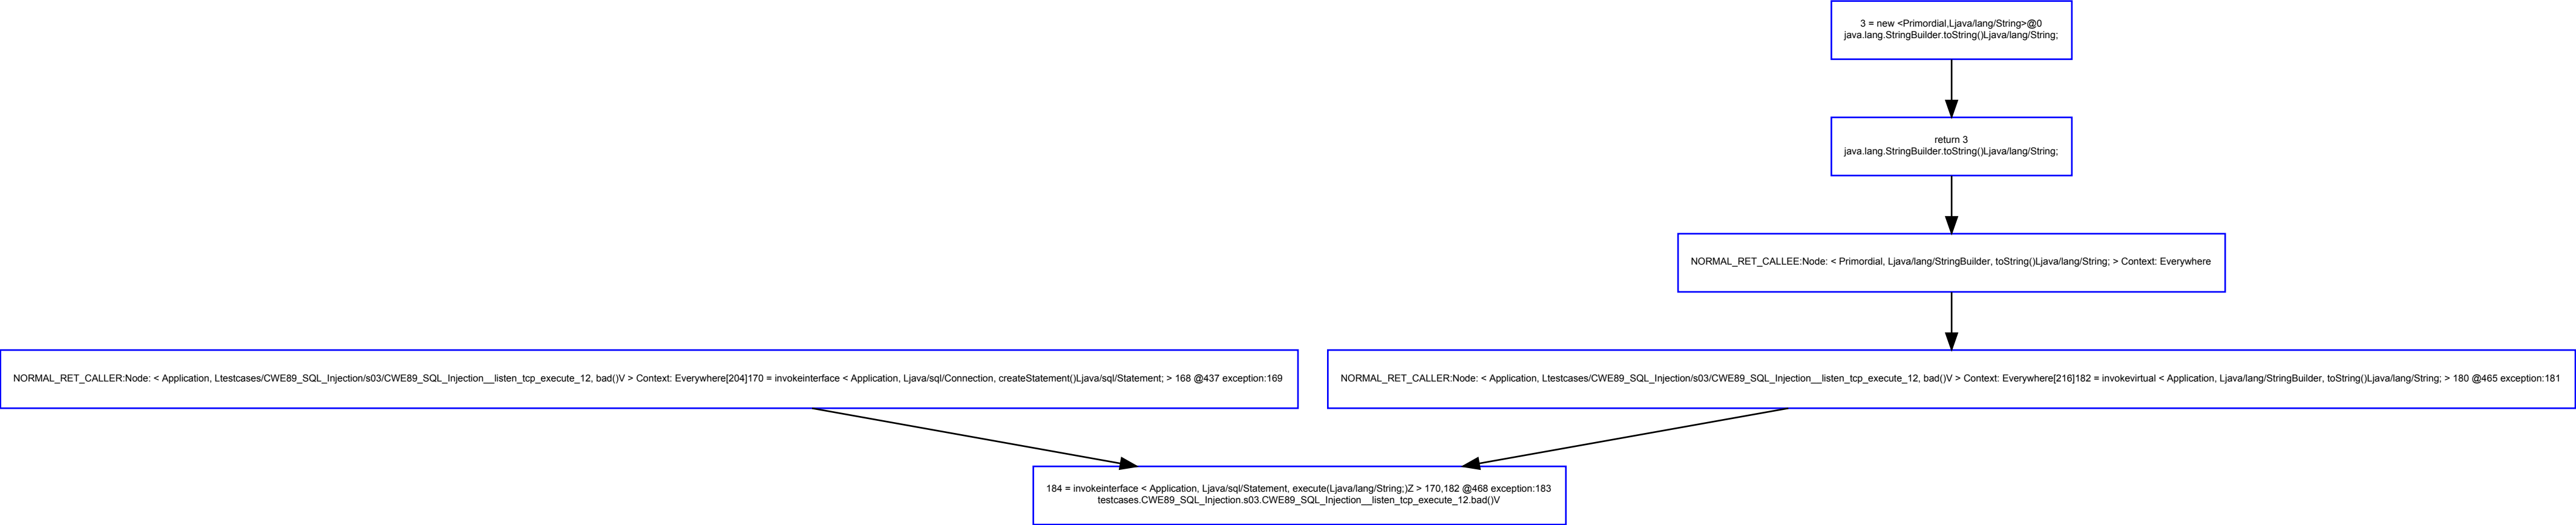 3 = new <Primordial,Ljava/lang/String>@0
java.lang.StringBuilder.toString()Ljava/lang/String;
return 3
java.lang.StringBuilder.toString()Ljava/lang/String;
NORMAL_RET_CALLEE:Node: < Primordial, Ljava/lang/StringBuilder, toString()Ljava/lang/String; > Context: Everywhere
NORMAL_RET_CALLER:Node: < Application, Ltestcases/CWE89_SQL_Injection/s03/CWE89_SQL_Injection__listen_tcp_execute_12, bad()V > Context: Everywhere[204]170 = invokeinterface < Application, Ljava/sql/Connection, createStatement()Ljava/sql/Statement; > 168 @437 exception:169
NORMAL_RET_CALLER:Node: < Application, Ltestcases/CWE89_SQL_Injection/s03/CWE89_SQL_Injection__listen_tcp_execute_12, bad()V > Context: Everywhere[216]182 = invokevirtual < Application, Ljava/lang/StringBuilder, toString()Ljava/lang/String; > 180 @465 exception:181
184 = invokeinterface < Application, Ljava/sql/Statement, execute(Ljava/lang/String;)Z > 170,182 @468 exception:183
testcases.CWE89_SQL_Injection.s03.CWE89_SQL_Injection__listen_tcp_execute_12.bad()V